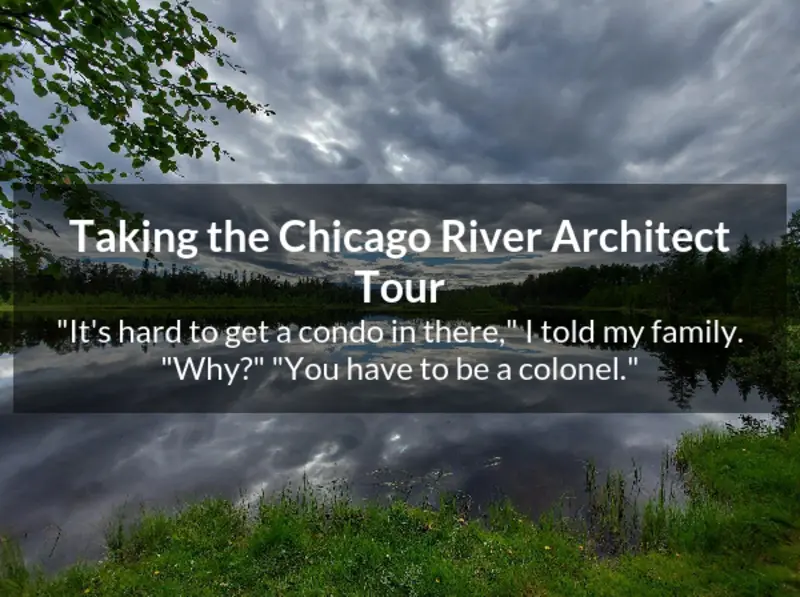 Taking the Chicago River Architect
Tour
"It's hard to get a condo in there," I told my family.
"Why?" "You have to be a colonel."